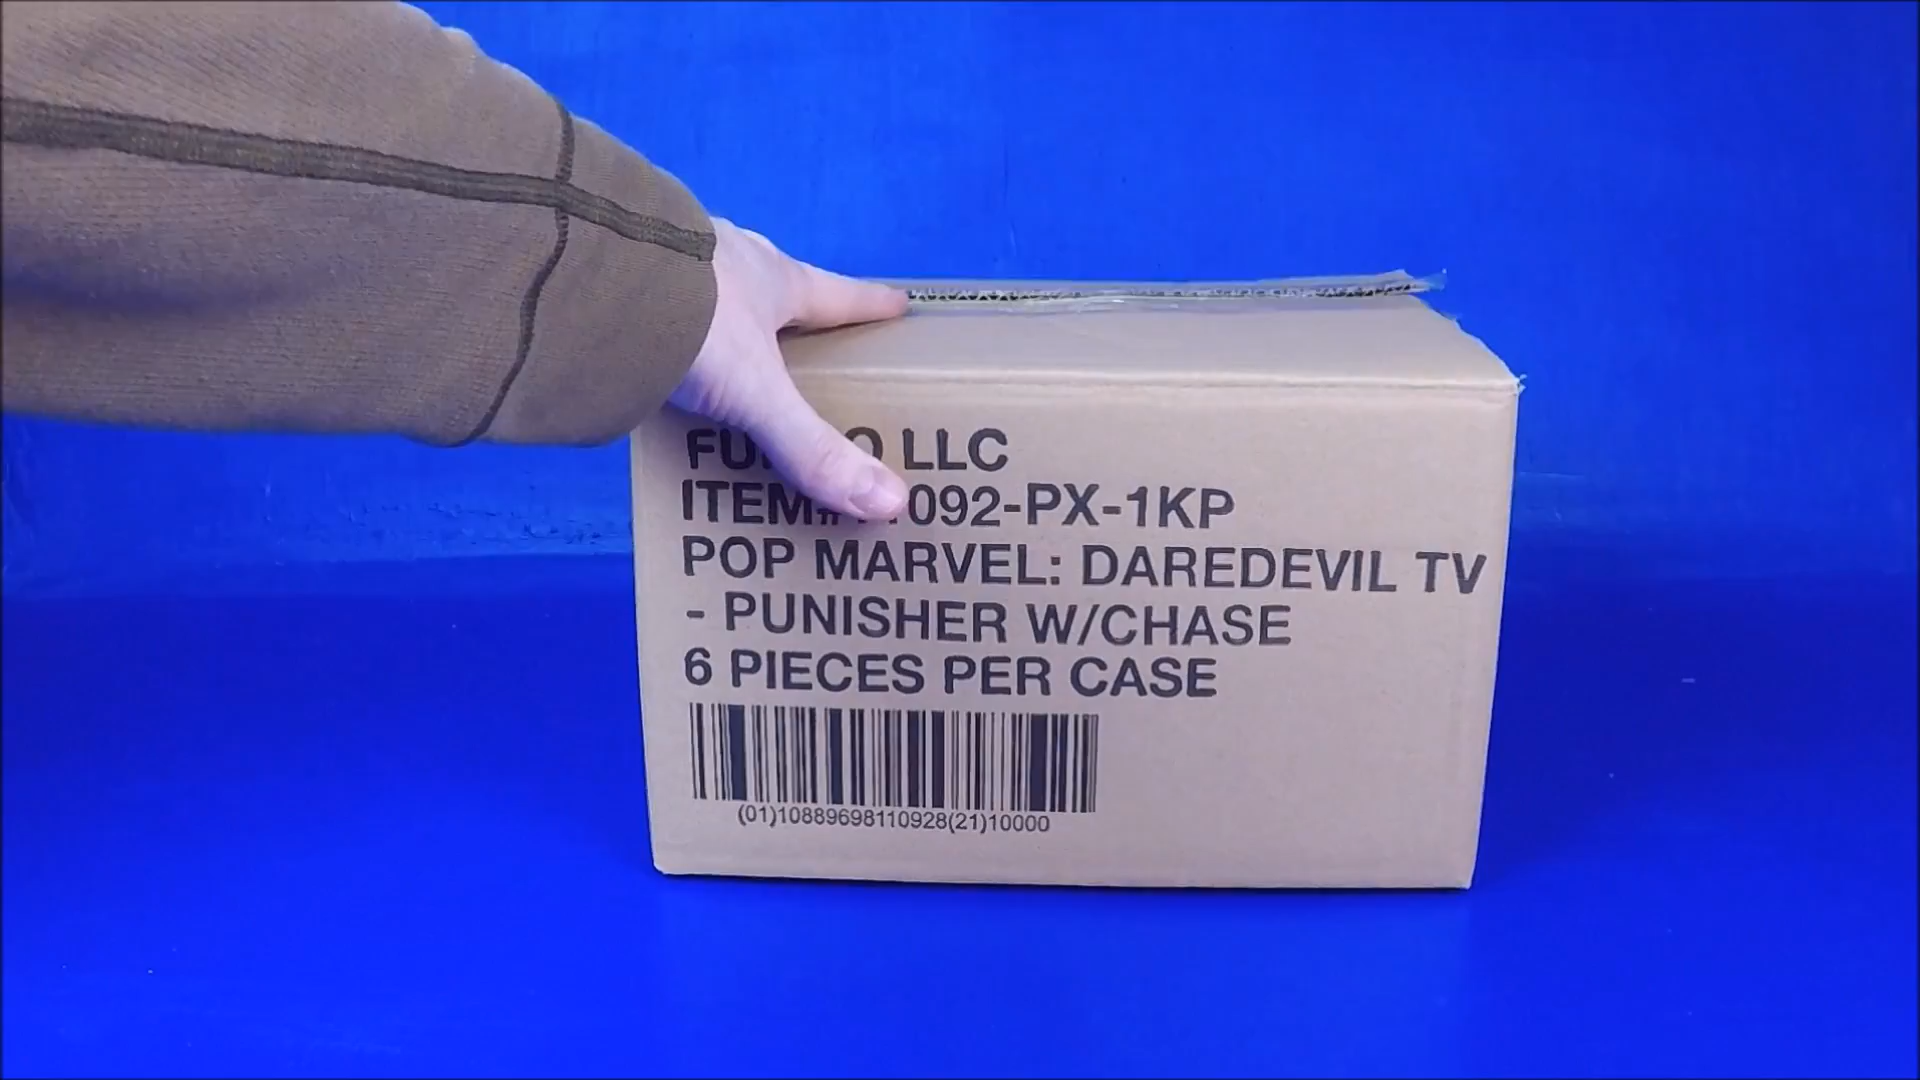 LLC
092-PX-1KP
POP MARVEL: DAREDEVIL TV
- PUNISHER W/CHASE
6 PIECES PER CASE
(01)10889698110928(21)10000